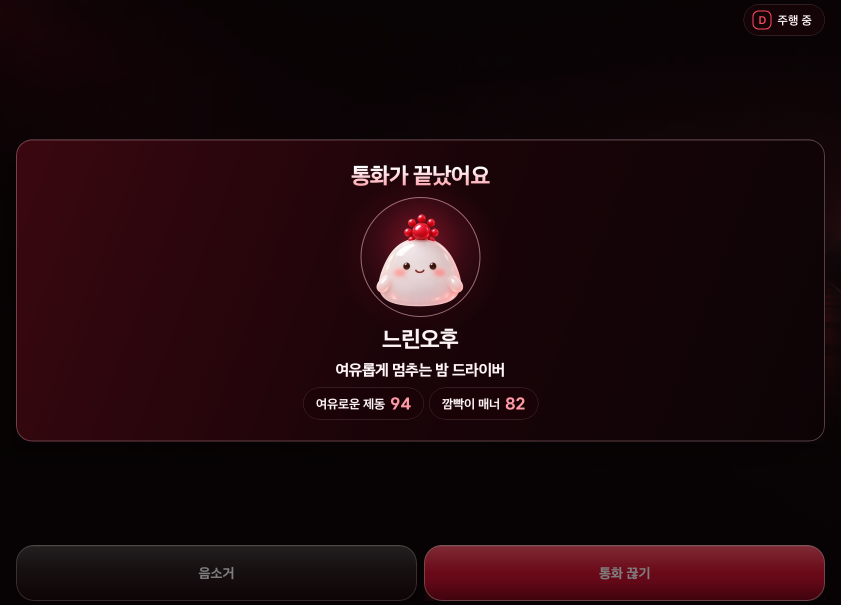 D 주행 중
통화가 끝났어요
느린오후
여유롭게 멈추는 밤 드라이버
여유로운 제동 94 깜빡이 매너 82
음소거 통화 끊기